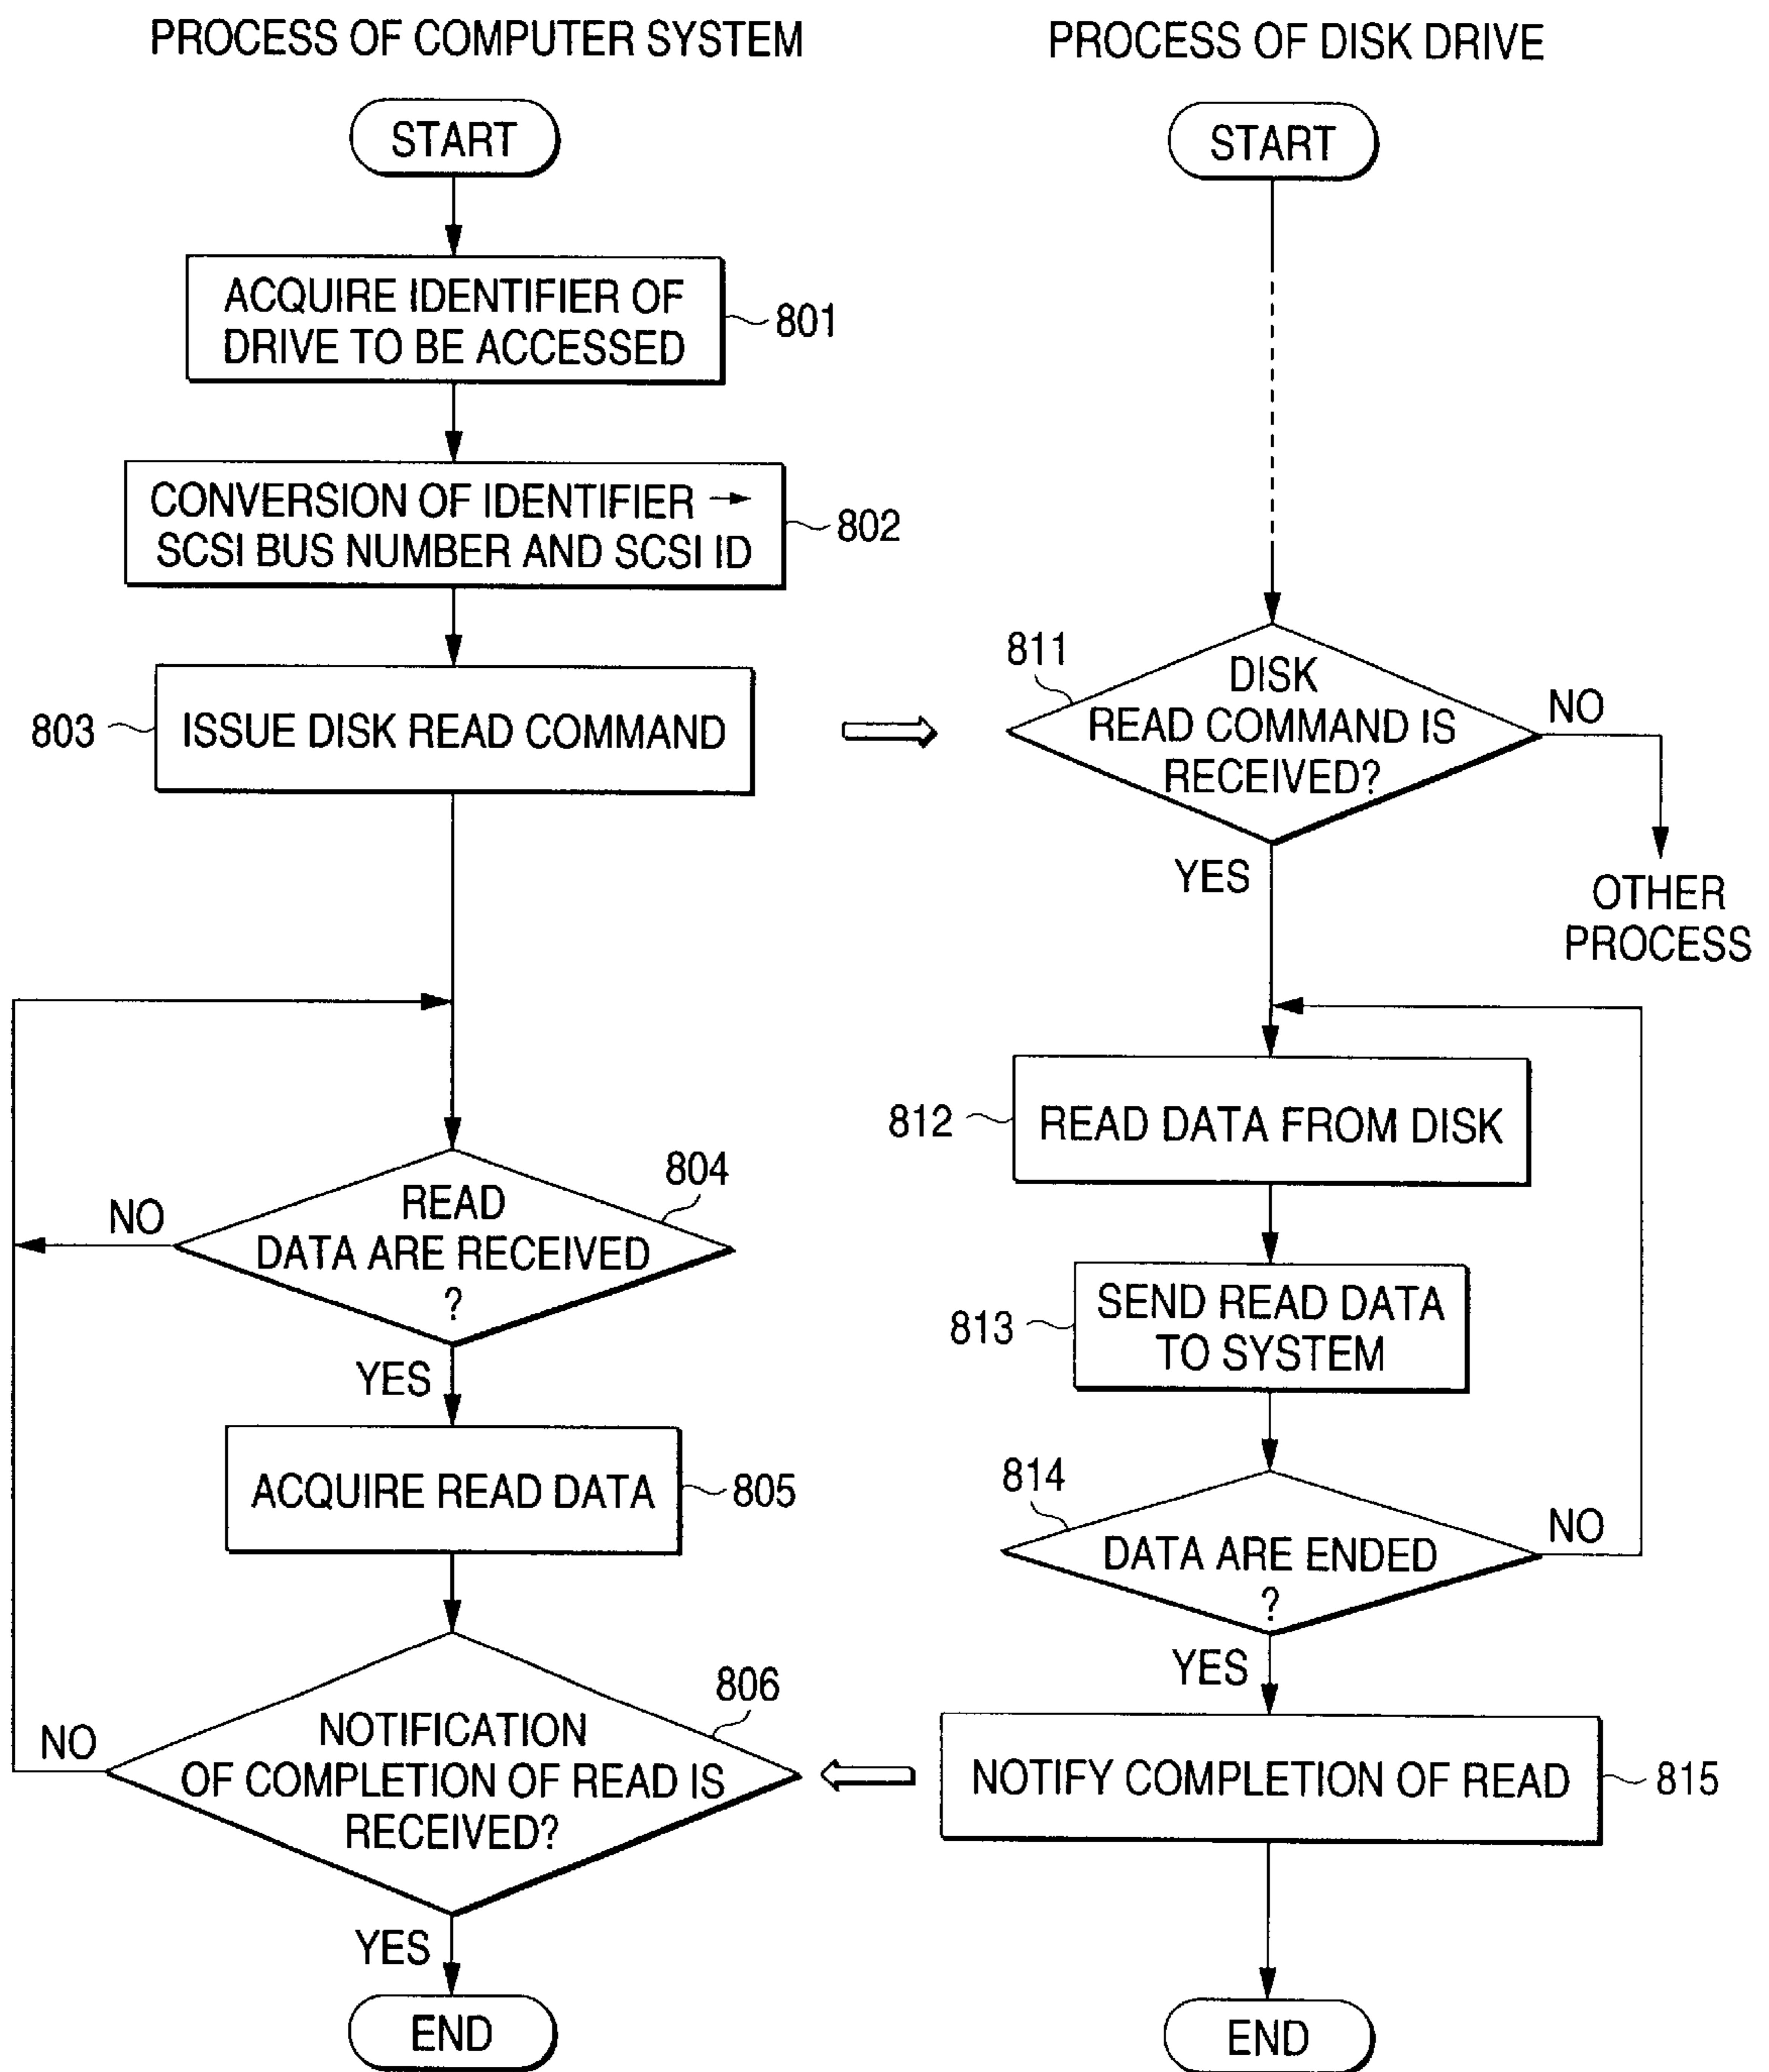 PROCESS OF COMPUTER SYSTEM
START
ACQUIRE IDENTIFIER OF
DRIVE TO BE ACCESSED
801
CONVERSION OF IDENTIFIER →
SCSI BUS NUMBER AND SCSI ID
802
803
ISSUE DISK READ COMMAND
804
READ
DATA ARE RECEIVED
?
NO
YES
ACQUIRE READ DATA
805
806
NOTIFICATION
OF COMPLETION OF READ IS
RECEIVED?
NO
YES
END
PROCESS OF DISK DRIVE
START
811
DISK
READ COMMAND IS
RECEIVED?
NO
OTHER
PROCESS
YES
812
READ DATA FROM DISK
813
SEND READ DATA
TO SYSTEM
814
DATA ARE ENDED
?
NO
YES
NOTIFY COMPLETION OF READ
815
END